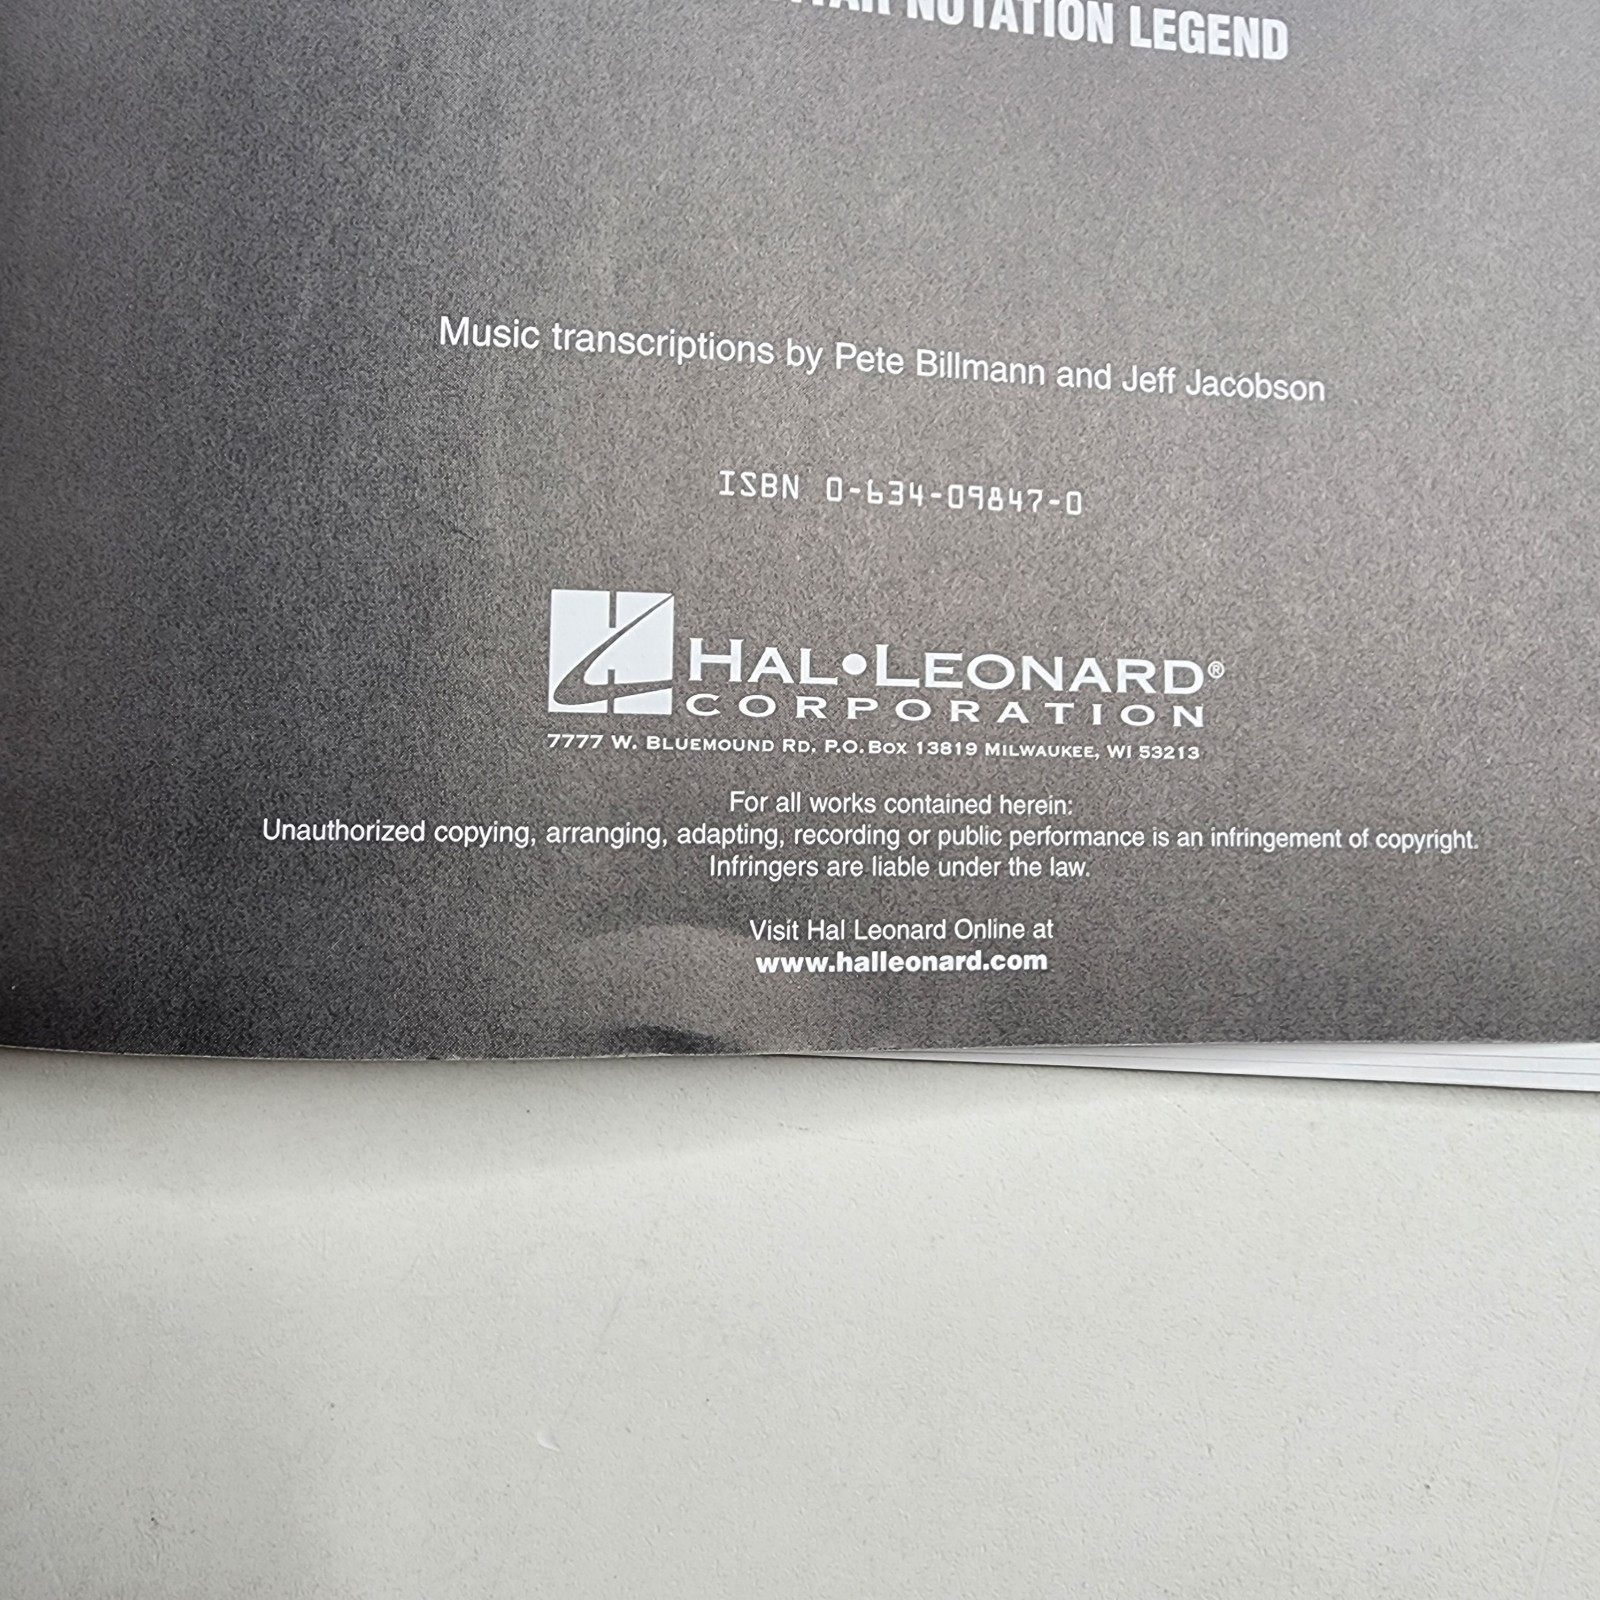 NOTATION LEGEND
Music transcriptions by Pete Billmann and Jeff Jacobson
ISBN 0-634-09847-0
HAL•LEONARD®
CORPORATION
7777 W. BLUEMOUND RD. P.O. BOX 13819 MILWAUKEE, WI 53213
For all works contained herein:
Unauthorized copying, arranging, adapting, recording or public performance is an infringement of copyright.
Infringers are liable under the law.
Visit Hal Leonard Online at
www.halleonard.com